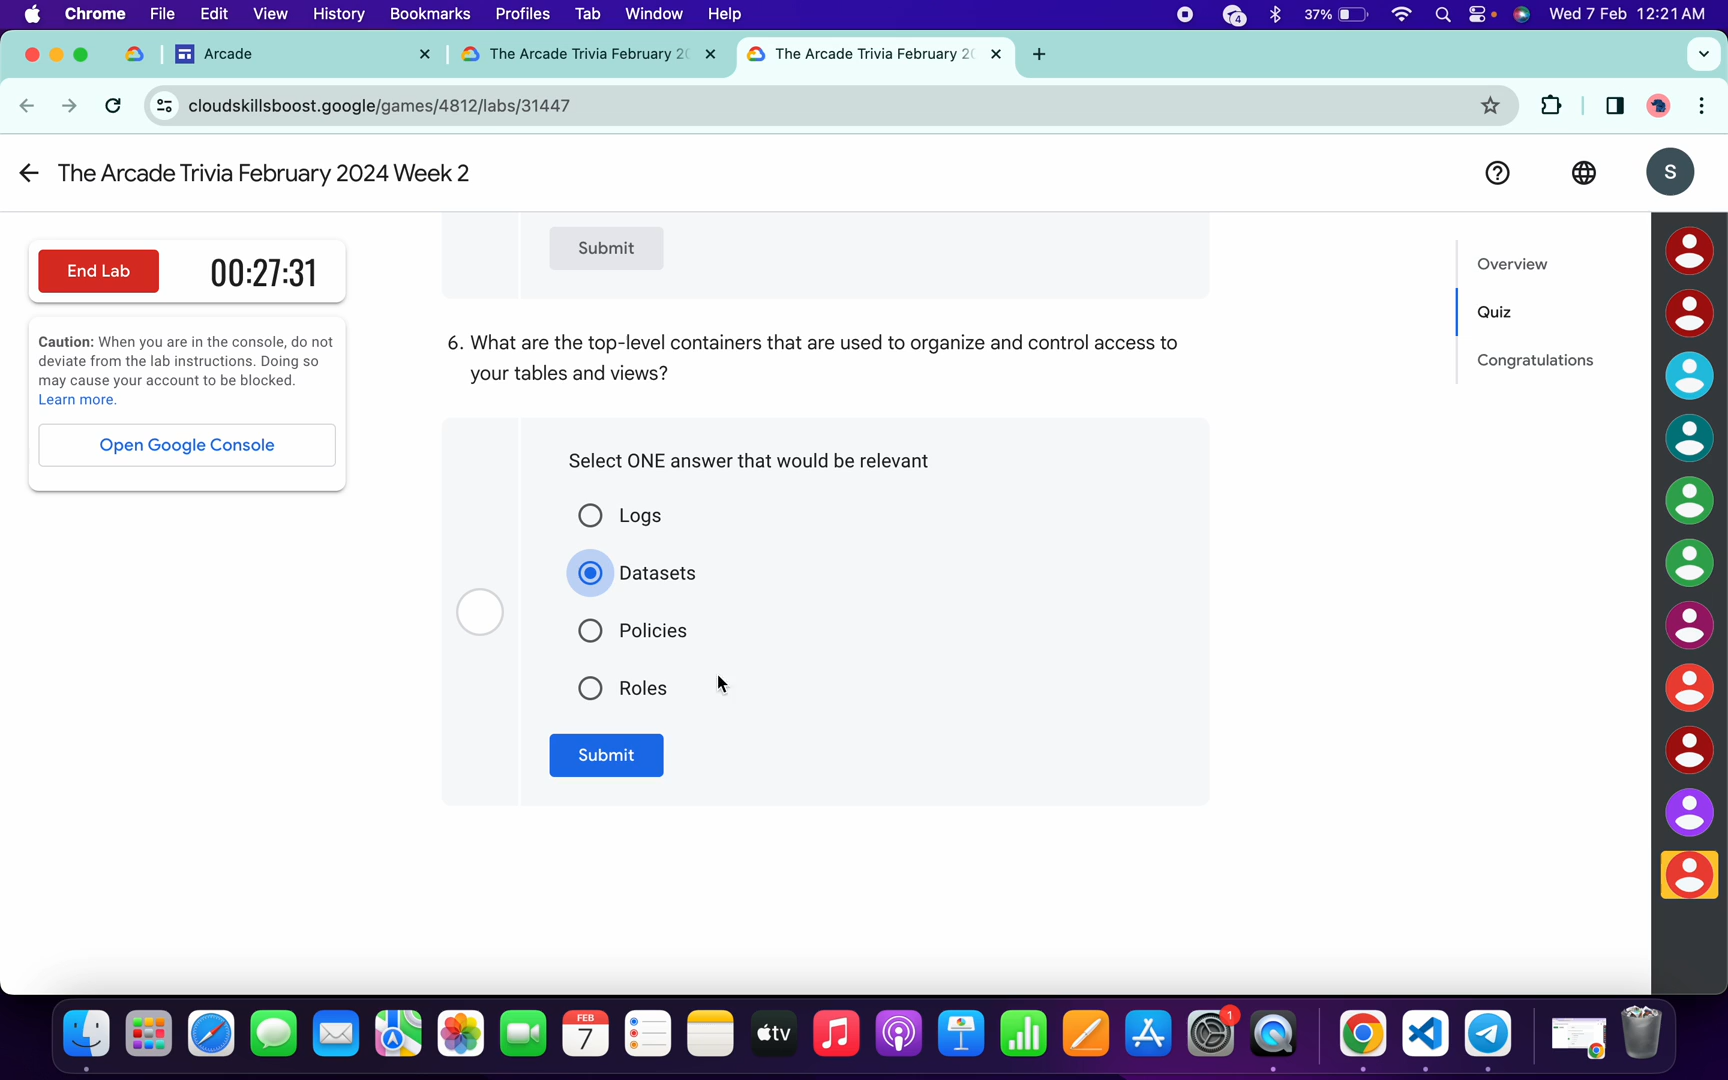 Chrome File Edit View History Bookmarks Profiles Tab Window Help 4 37% Wed 7 Feb 12:21 AM
Arcade The Arcade Trivia February 20 The Arcade Trivia February 20
cloudskillsboost.google/games/4812/labs/31447
The Arcade Trivia February 2024 Week 2 S
End Lab 00:27:31
Caution: When you are in the console, do not
deviate from the lab instructions. Doing so
may cause your account to be blocked.
Learn more.
Open Google Console
Submit
6. What are the top-level containers that are used to organize and control access to
your tables and views?
Select ONE answer that would be relevant
Logs
Datasets
Policies
Roles
Submit
Overview
Quiz
Congratulations
FEB
7
tv
1